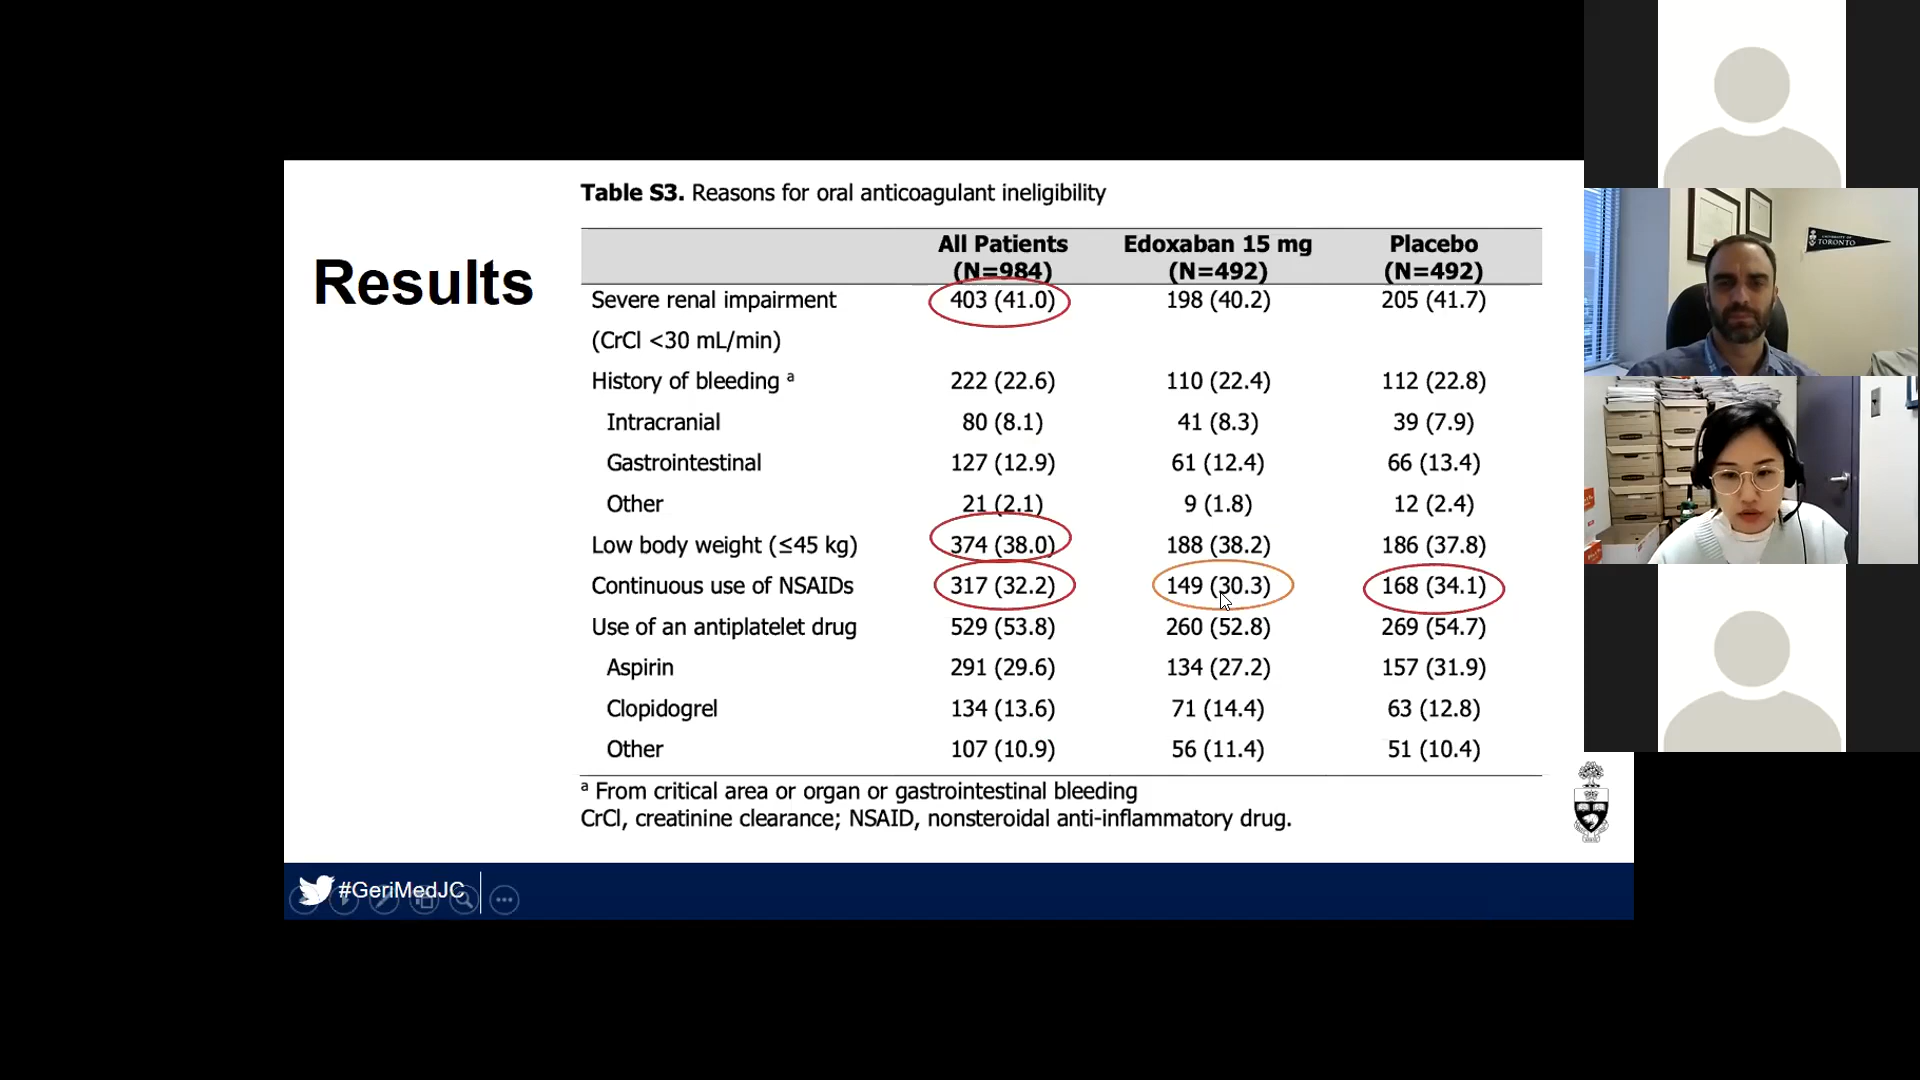 Table S3. Reasons for oral anticoagulant ineligibility
Results
All Patients (N=984) Edoxaban 15 mg (N=492) Placebo (N=492)
Severe renal impairment (CrCl <30 mL/min) 403 (41.0) 198 (40.2) 205 (41.7)
History of bleeding a 222 (22.6) 110 (22.4) 112 (22.8)
Intracranial 80 (8.1) 41 (8.3) 39 (7.9)
Gastrointestinal 127 (12.9) 61 (12.4) 66 (13.4)
Other 21 (2.1) 9 (1.8) 12 (2.4)
Low body weight (≤45 kg) 374 (38.0) 188 (38.2) 186 (37.8)
Continuous use of NSAIDs 317 (32.2) 149 (30.3) 168 (34.1)
Use of an antiplatelet drug 529 (53.8) 260 (52.8) 269 (54.7)
Aspirin 291 (29.6) 134 (27.2) 157 (31.9)
Clopidogrel 134 (13.6) 71 (14.4) 63 (12.8)
Other 107 (10.9) 56 (11.4) 51 (10.4)
a From critical area or organ or gastrointestinal bleeding
CrCl, creatinine clearance; NSAID, nonsteroidal anti-inflammatory drug.
#GeriMedJC
TORONTO